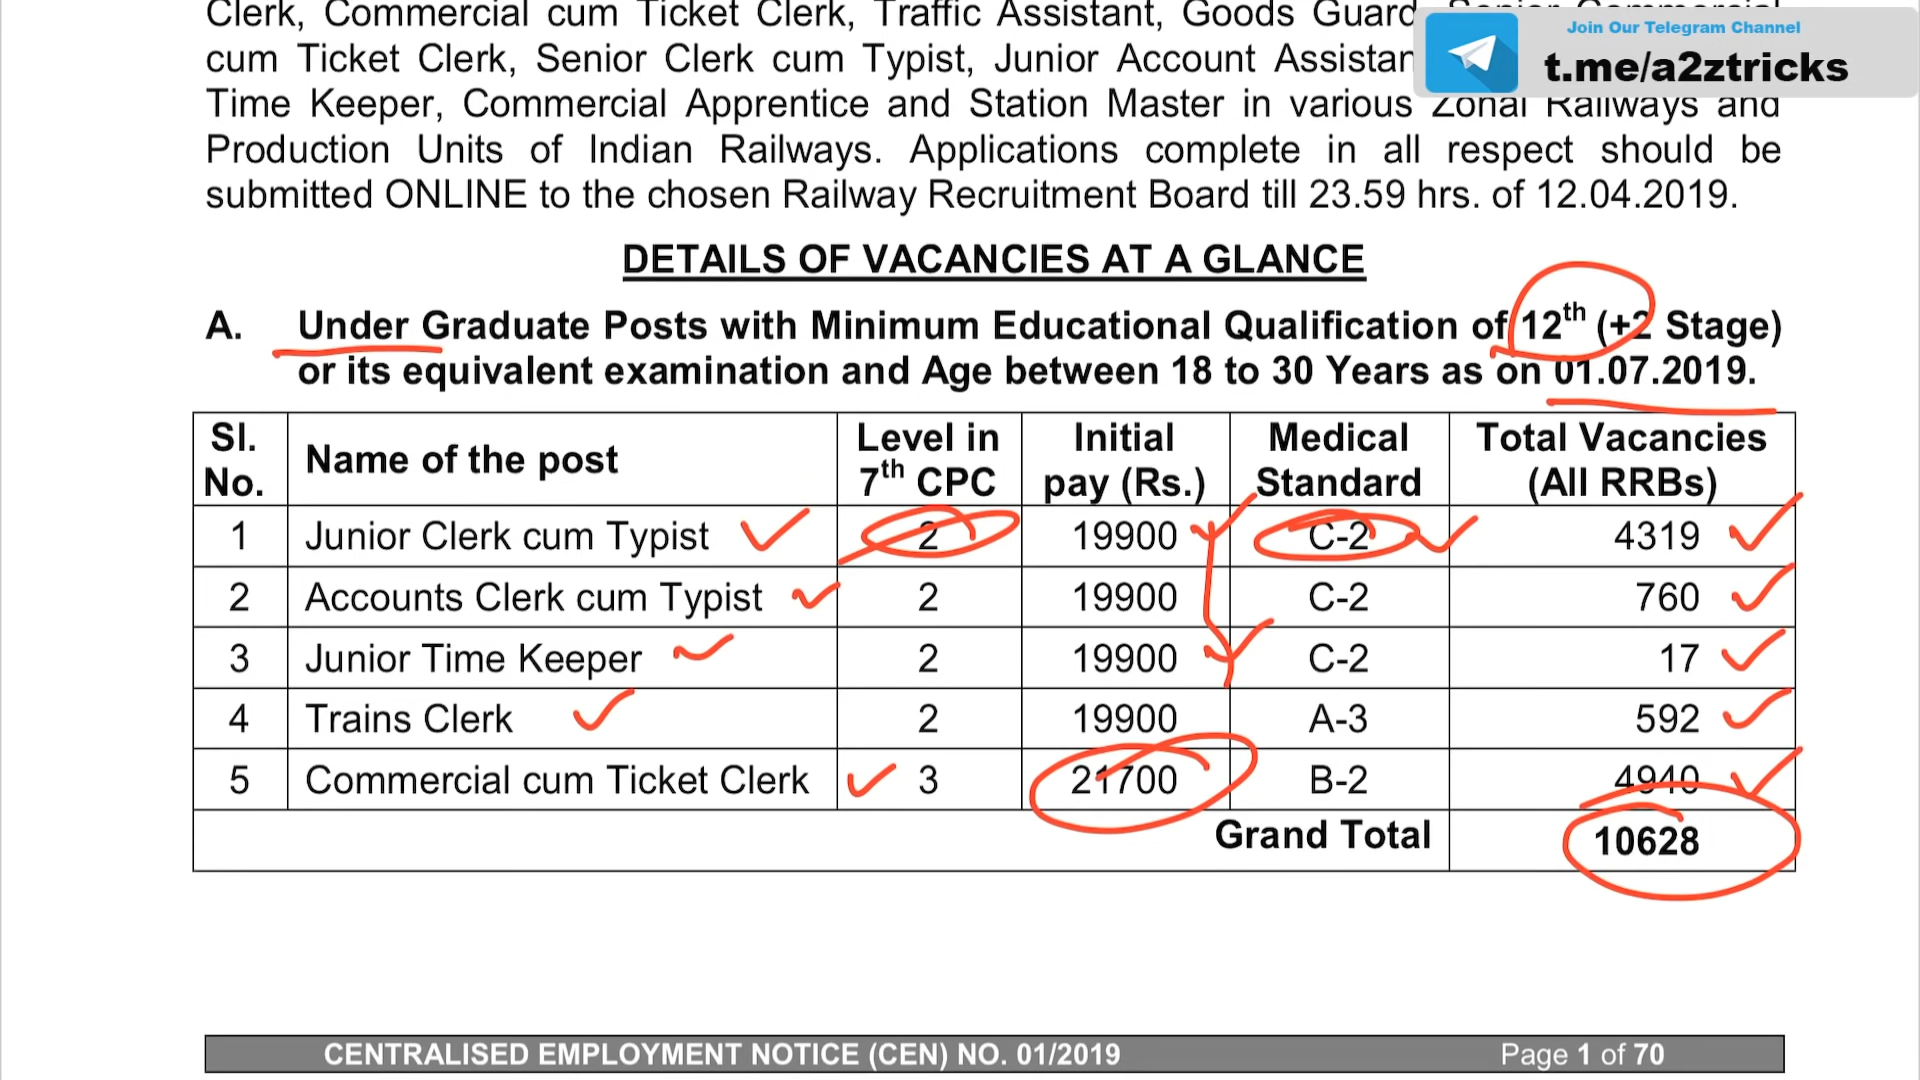 Clerk, Commercial cum Ticket Clerk, Traffic Assistant, Goods Guard, Senior Commercial
cum Ticket Clerk, Senior Clerk cum Typist, Junior Account Assistan
Time Keeper, Commercial Apprentice and Station Master in various Zonal Railways and
Production Units of Indian Railways. Applications complete in all respect should be
submitted ONLINE to the chosen Railway Recruitment Board till 23.59 hrs. of 12.04.2019.
Join Our Telegram Channel
t.me/a2ztricks
DETAILS OF VACANCIES AT A GLANCE
A. Under Graduate Posts with Minimum Educational Qualification of 12th (+2 Stage)
or its equivalent examination and Age between 18 to 30 Years as on 01.07.2019.
Sl. No. Name of the post Level in 7th CPC Initial pay (Rs.) Medical Standard Total Vacancies (All RRBs)
1 Junior Clerk cum Typist 2 19900 C-2 4319
2 Accounts Clerk cum Typist 2 19900 C-2 760
3 Junior Time Keeper 2 19900 C-2 17
4 Trains Clerk 2 19900 A-3 592
5 Commercial cum Ticket Clerk 3 21700 B-2 4940
Grand Total 10628
CENTRALISED EMPLOYMENT NOTICE (CEN) NO. 01/2019 Page 1 of 70